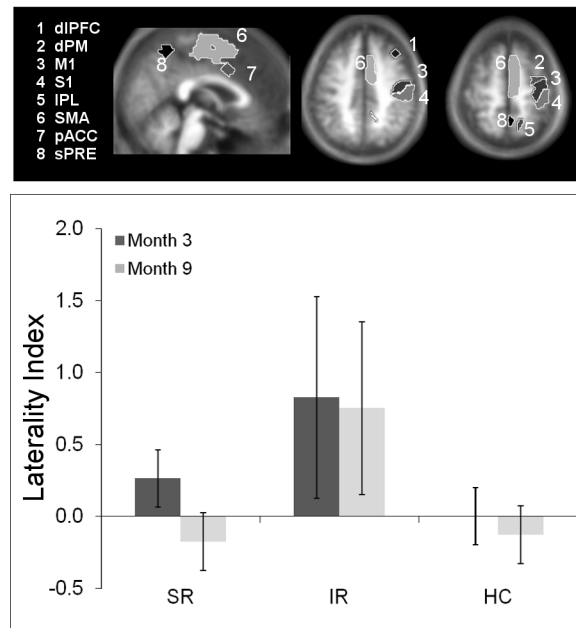 1 dlPFC
2 dPM
3 M1
4 S1
5 IPL
6 SMA
7 pACC
8 sPRE
6
8
7
6
1
3
4
6
2
3
4
8
5
2.0
1.5
1.0
0.5
0.0
-0.5
Laterality Index
Month 3
Month 9
SR IR HC